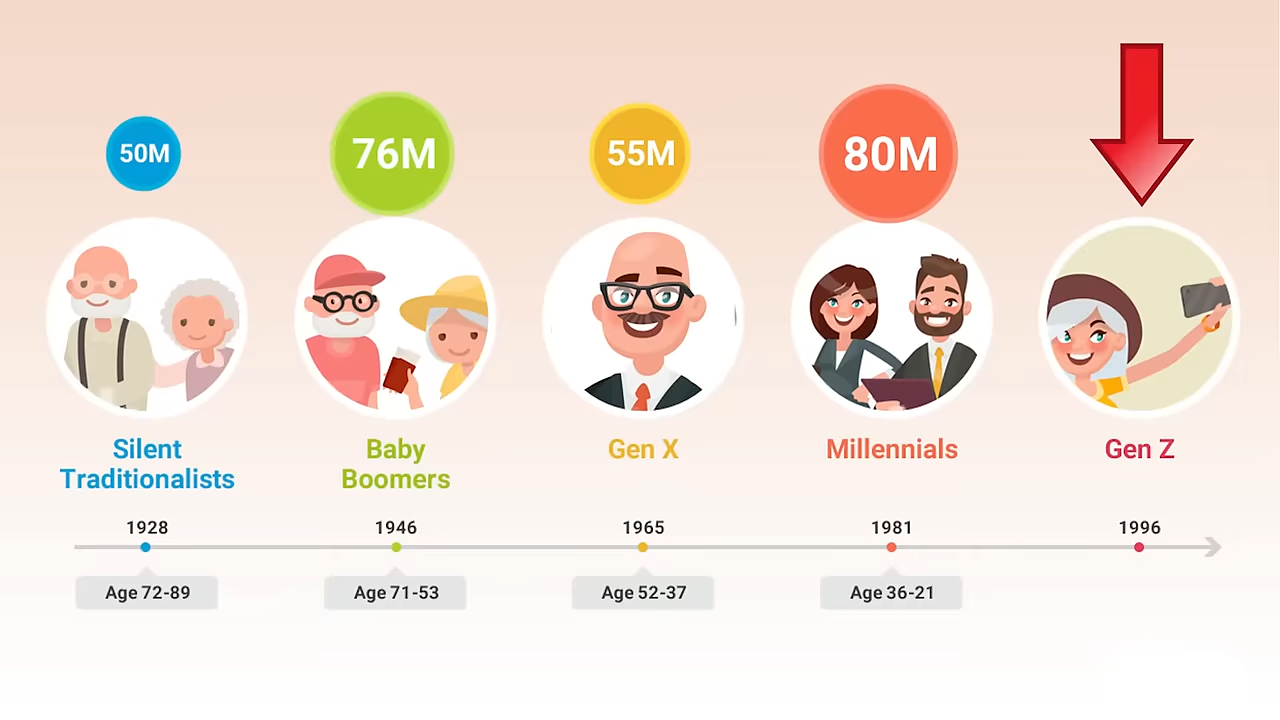 50M
76M
55M
80M
Silent
Traditionalists
Baby
Boomers
Gen X
Millennials
Gen Z
1928
1946
1965
1981
1996
Age 72-89
Age 71-53
Age 52-37
Age 36-21